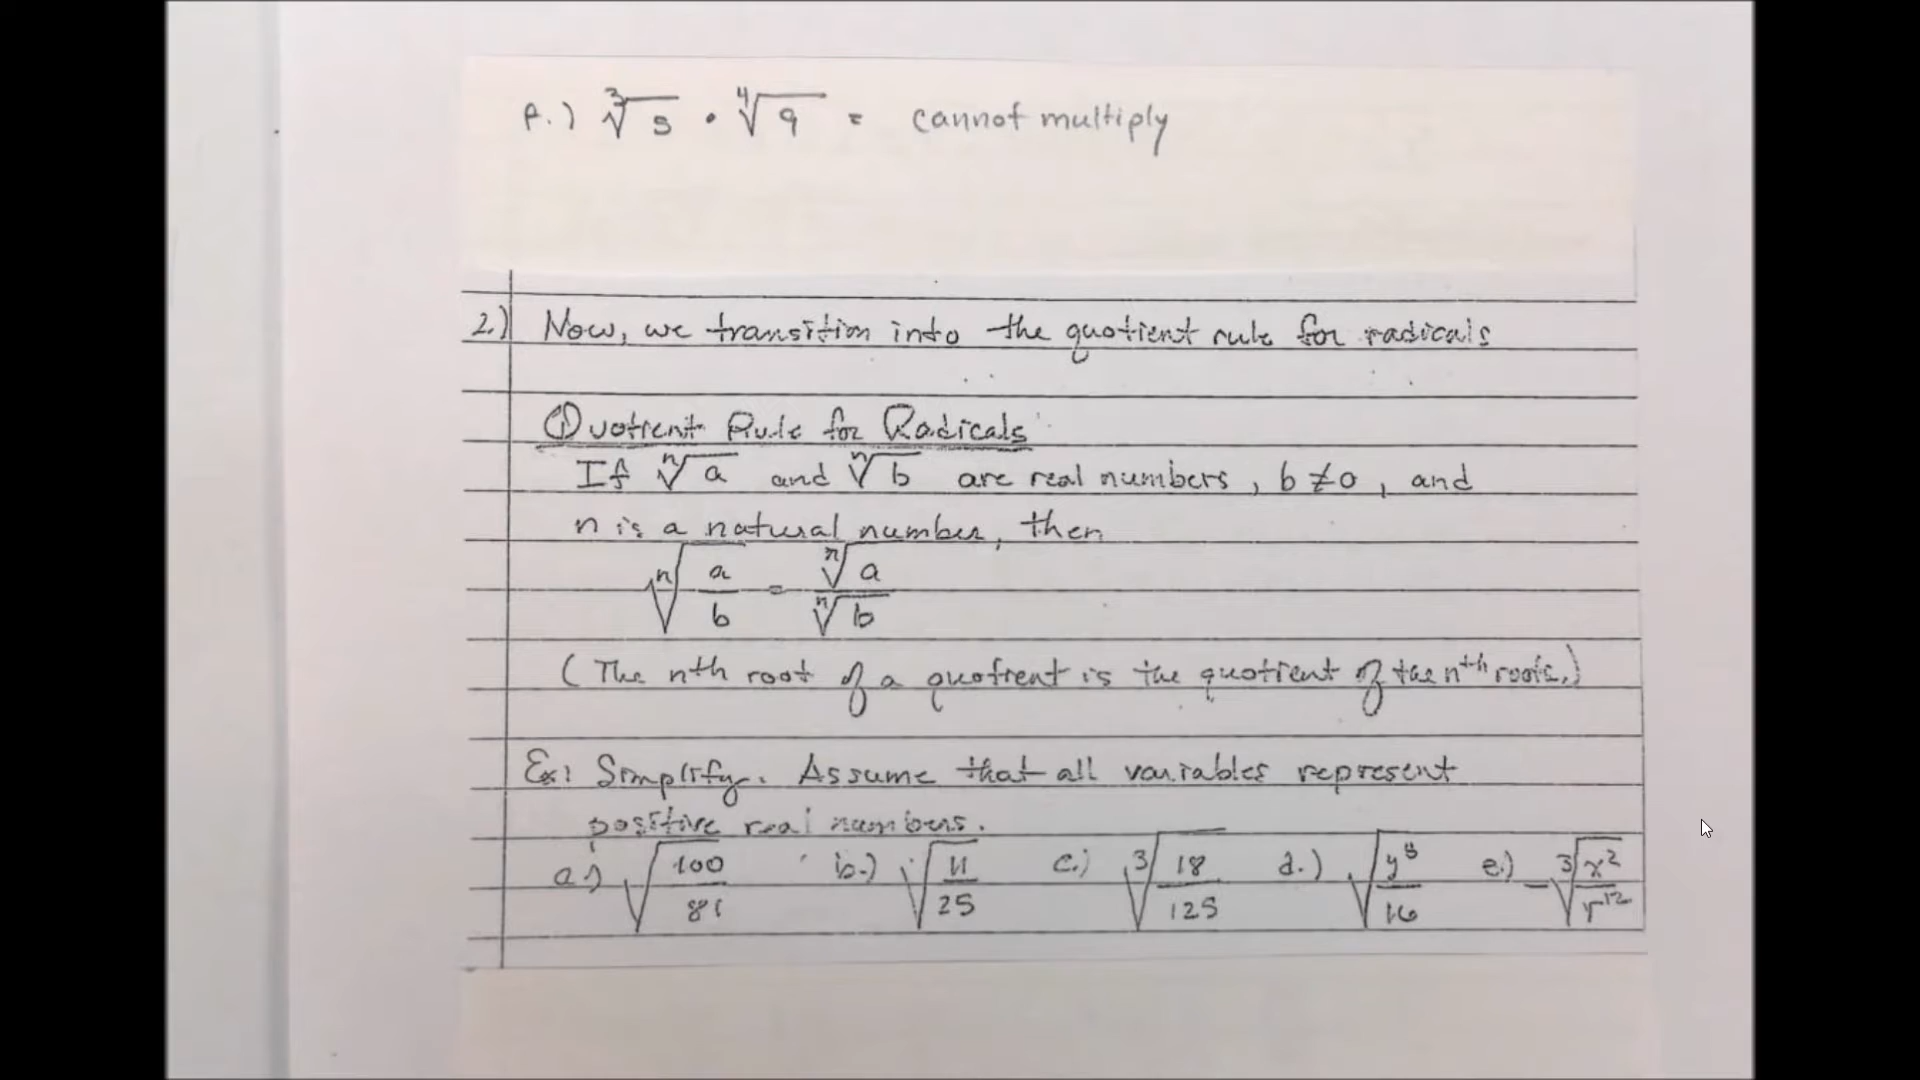 f.) ∛5 · ∜9 = cannot multiply
2.) Now, we transition into the quotient rule for radicals
Quotient Rule for Radicals
If ⁿ√a and ⁿ√b are real numbers, b≠0, and
n is a natural number, then
ⁿ√(a/b) = ⁿ√a / ⁿ√b
(The nth root of a quotient is the quotient of the nth roots.)
Ex: Simplify. Assume that all variables represent
positive real numbers.
a.) √(100/81) b.) √(11/25) c.) ∛(18/125) d.) √(y⁸/16) e.) -∛(x²/r¹²)